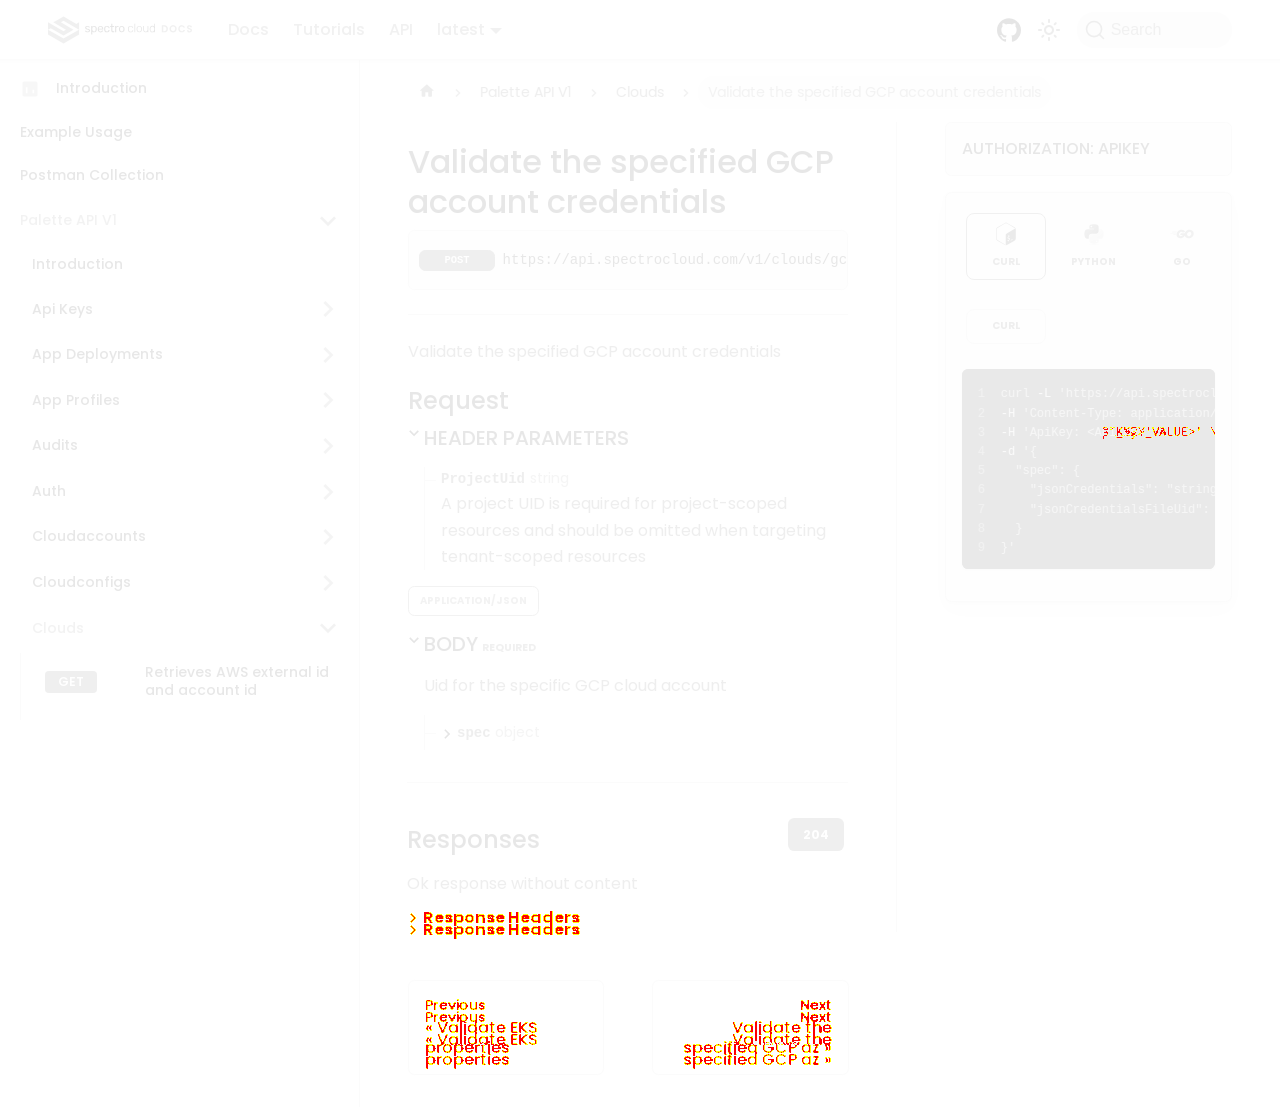 spectro cloud DOCS
Docs
Tutorials
API
latest
Search
Introduction
Example Usage
Postman Collection
Palette API V1
Introduction
Api Keys
App Deployments
App Profiles
Audits
Auth
Cloudaccounts
Cloudconfigs
Clouds
GET
Retrieves AWS external id
and account id
Palette API V1
Clouds
Validate the specified GCP account credentials
Validate the specified GCP
account credentials
POST
https://api.spectrocloud.com/v1/clouds/gc
Validate the specified GCP account credentials
Request
HEADER PARAMETERS
ProjectUid string
A project UID is required for project-scoped
resources and should be omitted when targeting
tenant-scoped resources
APPLICATION/JSON
BODY REQUIRED
Uid for the specific GCP cloud account
spec object
Responses
204
Ok response without content
Response Headers
Response Headers
Previous
Previous
« Validate EKS
« Validate EKS
properties
properties
Next
Next
Validate the
Validate the
specified GCP az »
specified GCP az »
AUTHORIZATION: APIKEY
CURL
PYTHON
GO
CURL
1 curl -L 'https://api.spectrocl
2 -H 'Content-Type: application/
3 -H 'ApiKey: VALUE>' \
4 -d '{
5 "spec": {
6 "jsonCredentials": "string
7 "jsonCredentialsFileUid":
8 }
9 }'